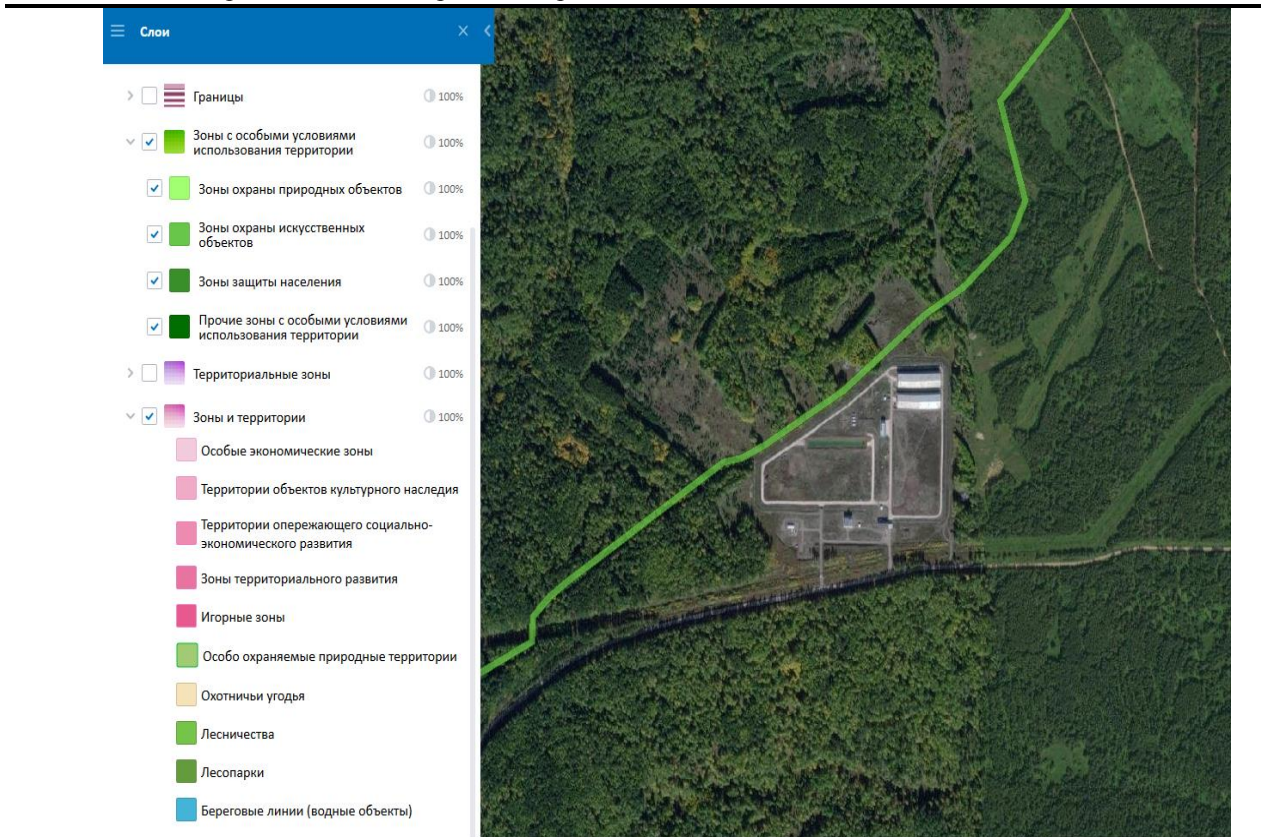 Слои
Границы 100%
Зоны с особыми условиями
использования территории 100%
Зоны охраны природных объектов 100%
Зоны охраны искусственных
объектов 100%
Зоны защиты населения 100%
Прочие зоны с особыми условиями
использования территории 100%
Территориальные зоны 100%
Зоны и территории 100%
Особые экономические зоны
Территории объектов культурного наследия
Территории опережающего социально-
экономического развития
Зоны территориального развития
Игорные зоны
Особо охраняемые природные территории
Охотничьи угодья
Лесничества
Лесопарки
Береговые линии (водные объекты)